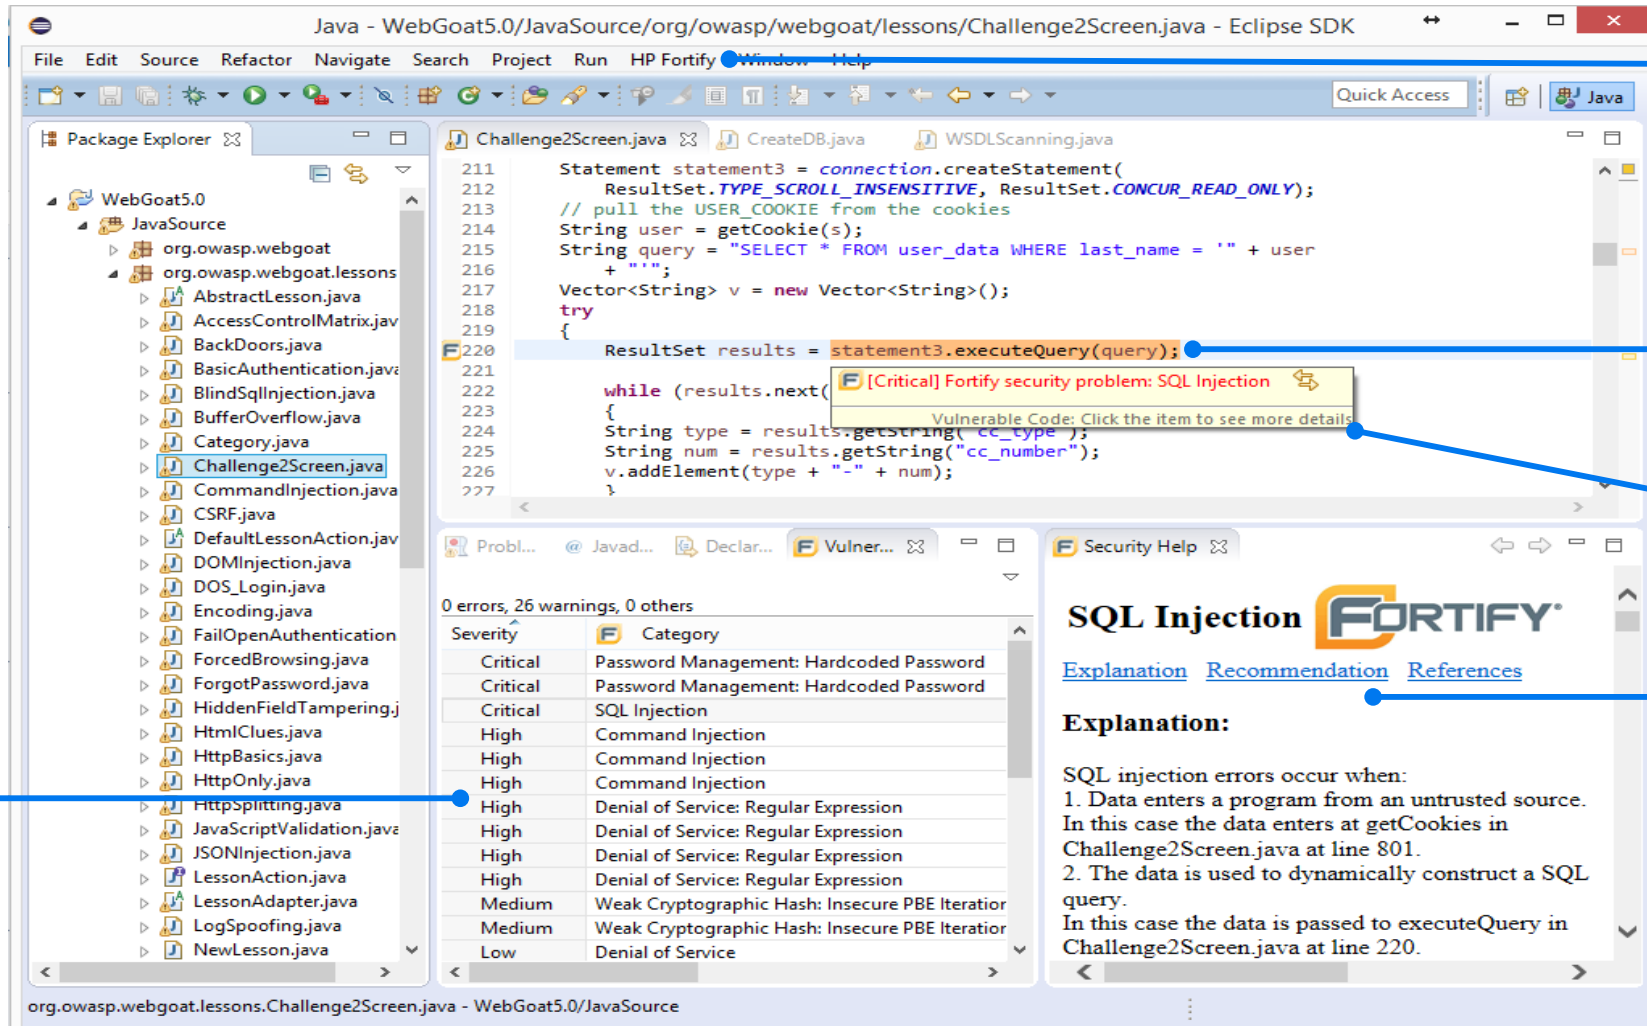 Java - WebGoat5.0/JavaSource/org/owasp/webgoat/lessons/Challenge2Screen.java - Eclipse SDK
File Edit Source Refactor Navigate Search Project Run HP Fortify Window Help
Quick Access
Java
Package Explorer
WebGoat5.0
JavaSource
org.owasp.webgoat
org.owasp.webgoat.lessons
AbstractLesson.java
AccessControlMatrix.jav
BackDoors.java
BasicAuthentication.java
BlindSqlInjection.java
BufferOverflow.java
Category.java
Challenge2Screen.java
CommandInjection.java
CSRF.java
DefaultLessonAction.jav
DOMInjection.java
DOS_Login.java
Encoding.java
FailOpenAuthentication
ForcedBrowsing.java
ForgotPassword.java
HiddenFieldTampering.j
HtmlClues.java
HttpBasics.java
HttpOnly.java
HttpSplitting.java
JavaScriptValidation.java
JSONInjection.java
LessonAction.java
LessonAdapter.java
LogSpoofing.java
NewLesson.java
Challenge2Screen.java CreateDB.java WSDLScanning.java
211 Statement statement3 = connection.createStatement(
212 ResultSet.TYPE_SCROLL_INSENSITIVE, ResultSet.CONCUR_READ_ONLY);
213 // pull the USER_COOKIE from the cookies
214 String user = getCookie(s);
215 String query = "SELECT * FROM user_data WHERE last_name = '" + user
216 + "'";
217 Vector<String> v = new Vector<String>();
218 try
219 {
220 ResultSet results = statement3.executeQuery(query);
221
222 while (results.next(
223 {
224 String type = results.getString("cc_type");
225 String num = results.getString("cc_number");
226 v.addElement(type + "-" + num);
227 }
[Critical] Fortify security problem: SQL Injection
Vulnerable Code: Click the item to see more details
Probl... Javad... Declar... Vulner...
0 errors, 26 warnings, 0 others
Severity Category
Critical Password Management: Hardcoded Password
Critical Password Management: Hardcoded Password
Critical SQL Injection
High Command Injection
High Command Injection
High Command Injection
High Denial of Service: Regular Expression
High Denial of Service: Regular Expression
High Denial of Service: Regular Expression
High Denial of Service: Regular Expression
Medium Weak Cryptographic Hash: Insecure PBE Iteration
Medium Weak Cryptographic Hash: Insecure PBE Iteration
Low Denial of Service
Security Help
SQL Injection FORTIFY
Explanation Recommendation References
Explanation:
SQL injection errors occur when:
1. Data enters a program from an untrusted source.
In this case the data enters at getCookies in
Challenge2Screen.java at line 801.
2. The data is used to dynamically construct a SQL
query.
In this case the data is passed to executeQuery in
Challenge2Screen.java at line 220.
org.owasp.webgoat.lessons.Challenge2Screen.java - WebGoat5.0/JavaSource